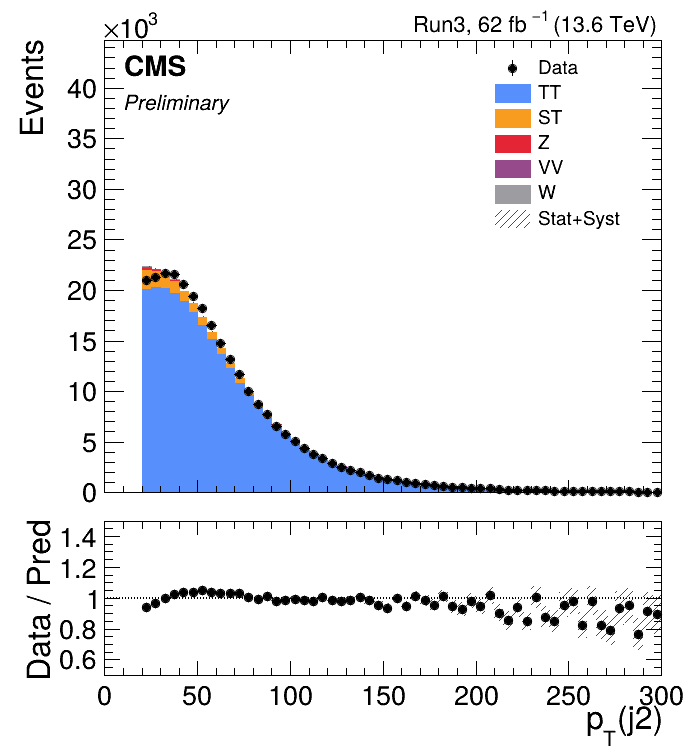 ×10³
Run3, 62 fb⁻¹ (13.6 TeV)
CMS
Preliminary
Events
40
35
30
25
20
15
10
5
0
Data
TT
ST
Z
VV
W
Stat+Syst
Data / Pred
1.4
1.2
1
0.8
0.6
0 50 100 150 200 250 300
p_T(j2)